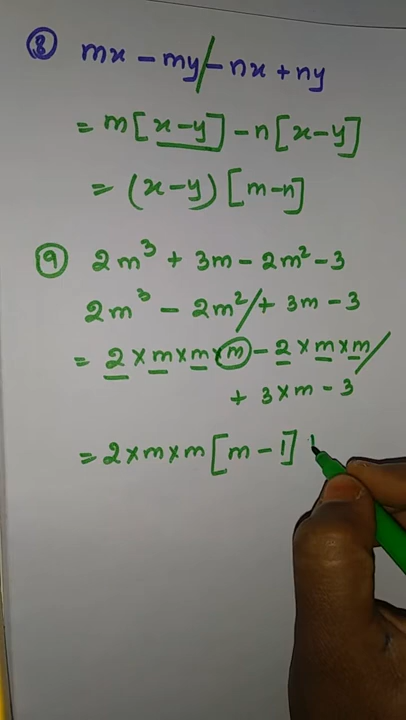 ⑧ mx - my / - nx + ny
= m [x-y] - n [x-y]
= (x-y) [m-n]
⑨ 2m³ + 3m - 2m² - 3
2m³ - 2m² / + 3m - 3
= 2 × m × m × m - 2 × m × m /
+ 3 × m - 3
= 2 × m × m [m - 1]